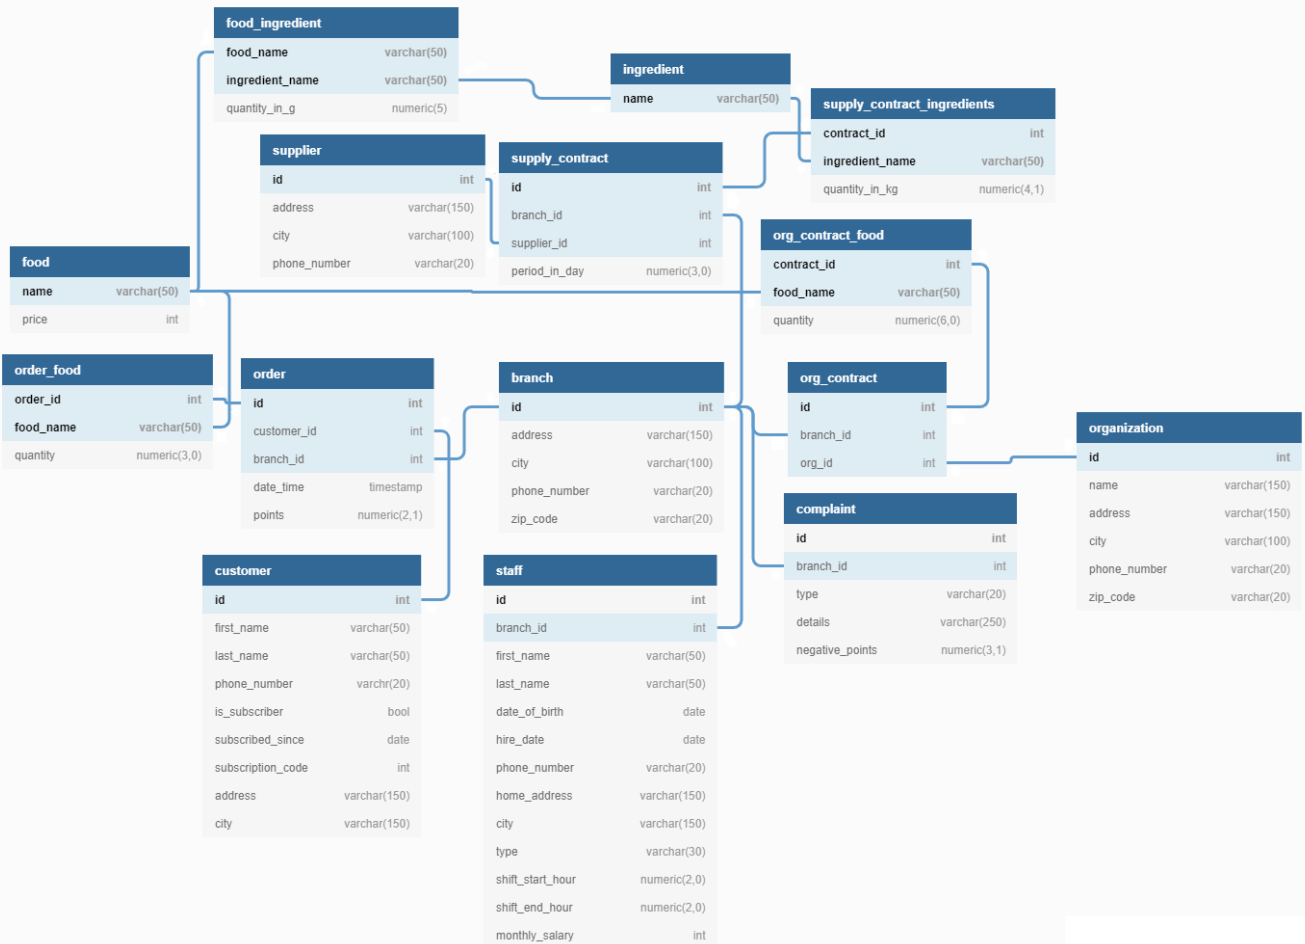 food_ingredient
food_name varchar(50)
ingredient_name varchar(50)
quantity_in_g numeric(5)
ingredient
name varchar(50)
supply_contract_ingredients
contract_id int
ingredient_name varchar(50)
quantity_in_kg numeric(4,1)
supplier
id int
address varchar(150)
city varchar(100)
phone_number varchar(20)
supply_contract
id int
branch_id int
supplier_id int
period_in_day numeric(3,0)
org_contract_food
contract_id int
food_name varchar(50)
quantity numeric(6,0)
food
name varchar(50)
price int
order_food
order_id int
food_name varchar(50)
quantity numeric(3,0)
order
id int
customer_id int
branch_id int
date_time timestamp
points numeric(2,1)
branch
id int
address varchar(150)
city varchar(100)
phone_number varchar(20)
zip_code varchar(20)
org_contract
id int
branch_id int
org_id int
organization
id int
name varchar(150)
address varchar(150)
city varchar(100)
phone_number varchar(20)
zip_code varchar(20)
complaint
id int
branch_id int
type varchar(20)
details varchar(250)
negative_points numeric(3,1)
customer
id int
first_name varchar(50)
last_name varchar(50)
phone_number varchr(20)
is_subscriber bool
subscribed_since date
subscription_code int
address varchar(150)
city varchar(150)
staff
id int
branch_id int
first_name varchar(50)
last_name varchar(50)
date_of_birth date
hire_date date
phone_number varchar(20)
home_address varchar(150)
city varchar(150)
type varchar(30)
shift_start_hour numeric(2,0)
shift_end_hour numeric(2,0)
monthly_salary int